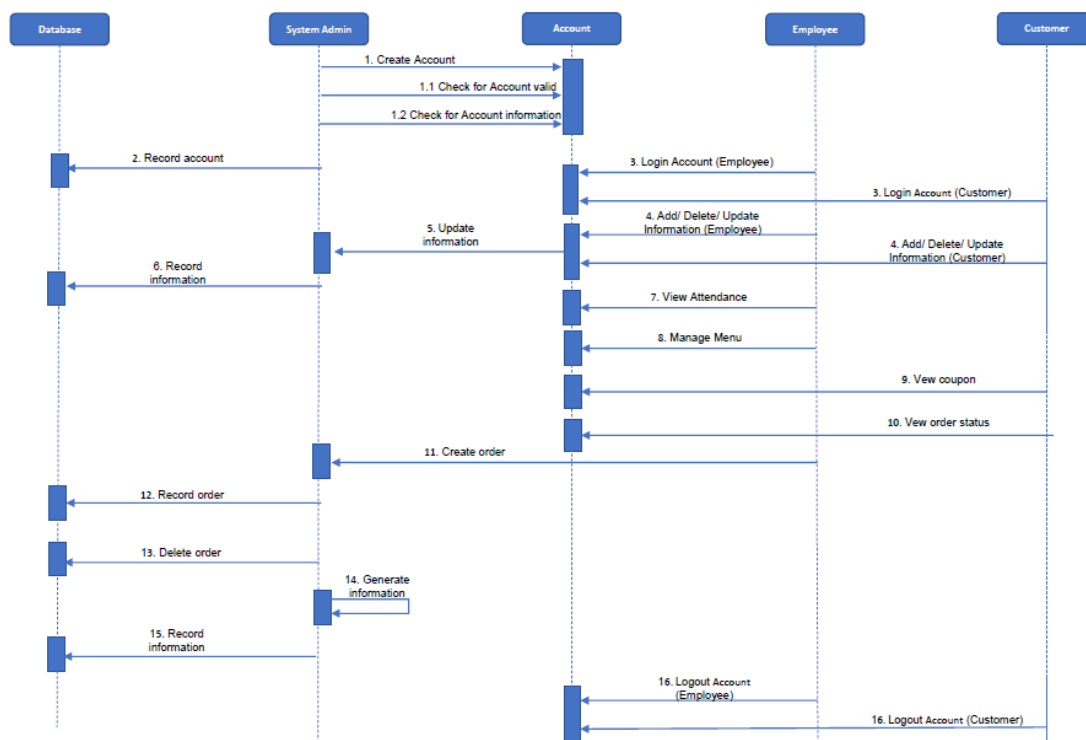 Database
System Admin
Account
Employee
Customer
1. Create Account
1.1 Check for Account valid
1.2 Check for Account information
2. Record account
3. Login Account (Employee)
3. Login Account (Customer)
4. Add/ Delete/ Update
Information (Employee)
5. Update
information
4. Add/ Delete/ Update
Information (Customer)
6. Record
information
7. View Attendance
8. Manage Menu
9. Vew coupon
10. Vew order status
11. Create order
12. Record order
13. Delete order
14. Generate
information
15. Record
information
16. Logout Account
(Employee)
16. Logout Account (Customer)